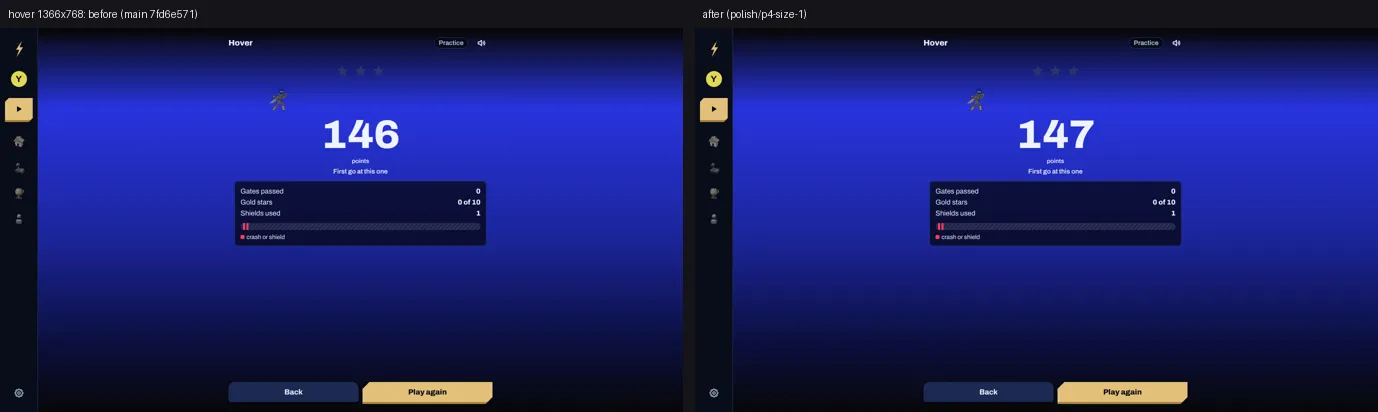 hover 1366x768: before (main 7fd6e571)
Hover
Practice
Y
146
points
First go at this one
Gates passed 0
Gold stars 0 of 10
Shields used 1
crash or shield
Back
Play again
after (polish/p4-size-1)
Hover
Practice
Y
147
points
First go at this one
Gates passed 0
Gold stars 0 of 10
Shields used 1
crash or shield
Back
Play again